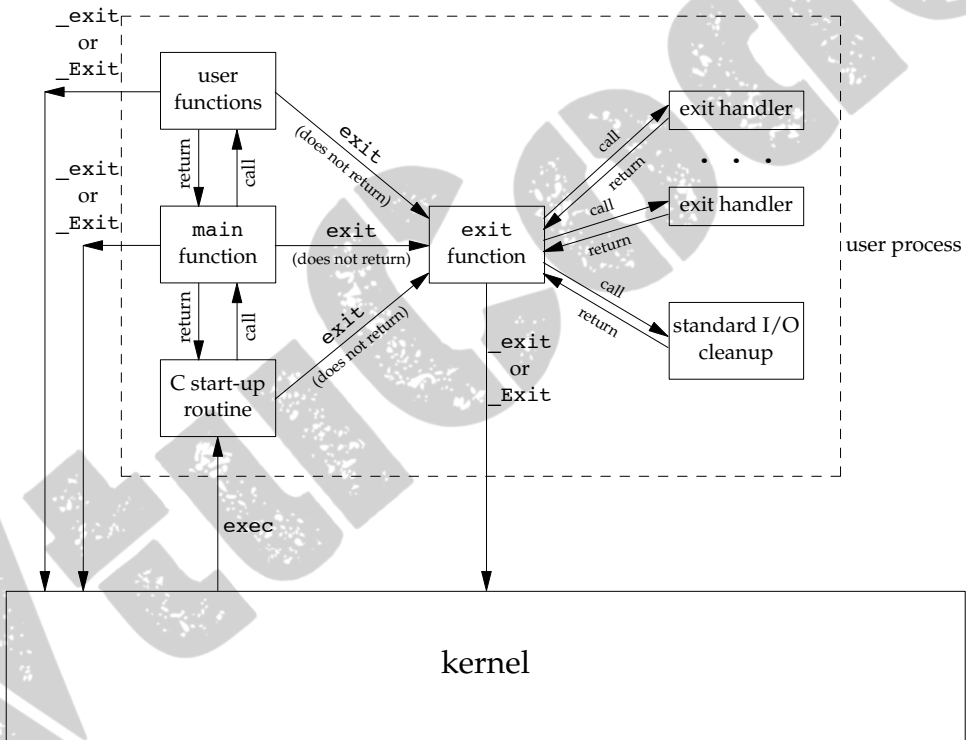 _exit
or
_Exit
user
functions
exit
(does not return)
return
call
_exit
or
_Exit
main
function
exit
(does not return)
exit
function
call
return
exit handler
. . .
call
return
exit handler
user process
call
return
standard I/O
cleanup
return
call
exit
(does not return)
C start-up
routine
_exit
or
_Exit
exec
kernel
VtuCode